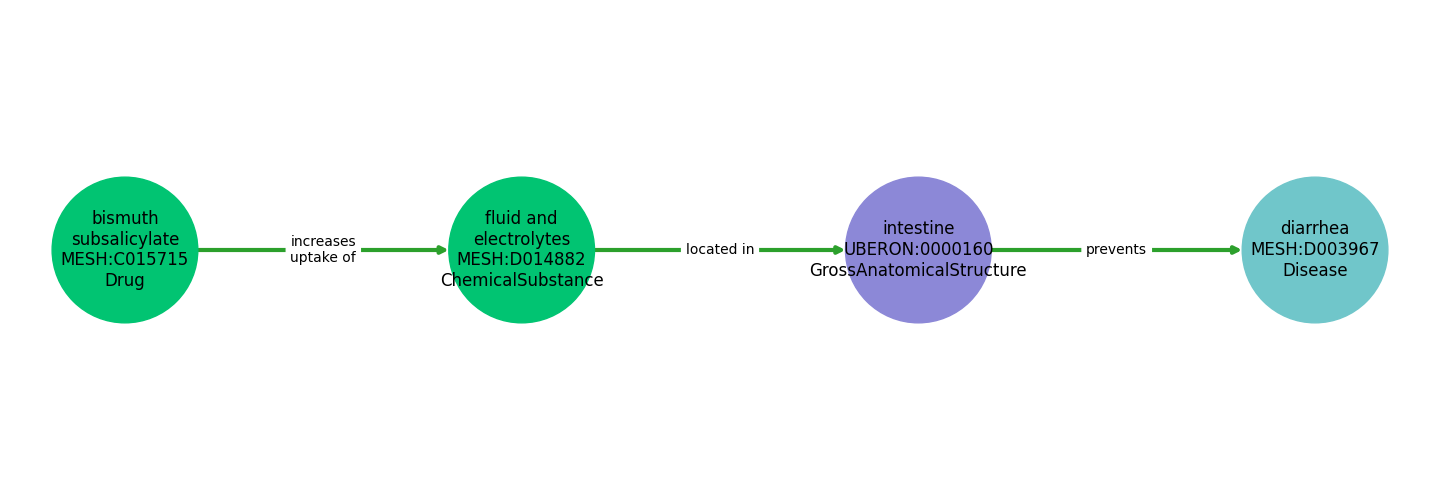 bismuth
subsalicylate
MESH:C015715
Drug
increases
uptake of
fluid and
electrolytes
MESH:D014882
ChemicalSubstance
located in
intestine
UBERON:0000160
GrossAnatomicalStructure
prevents
diarrhea
MESH:D003967
Disease